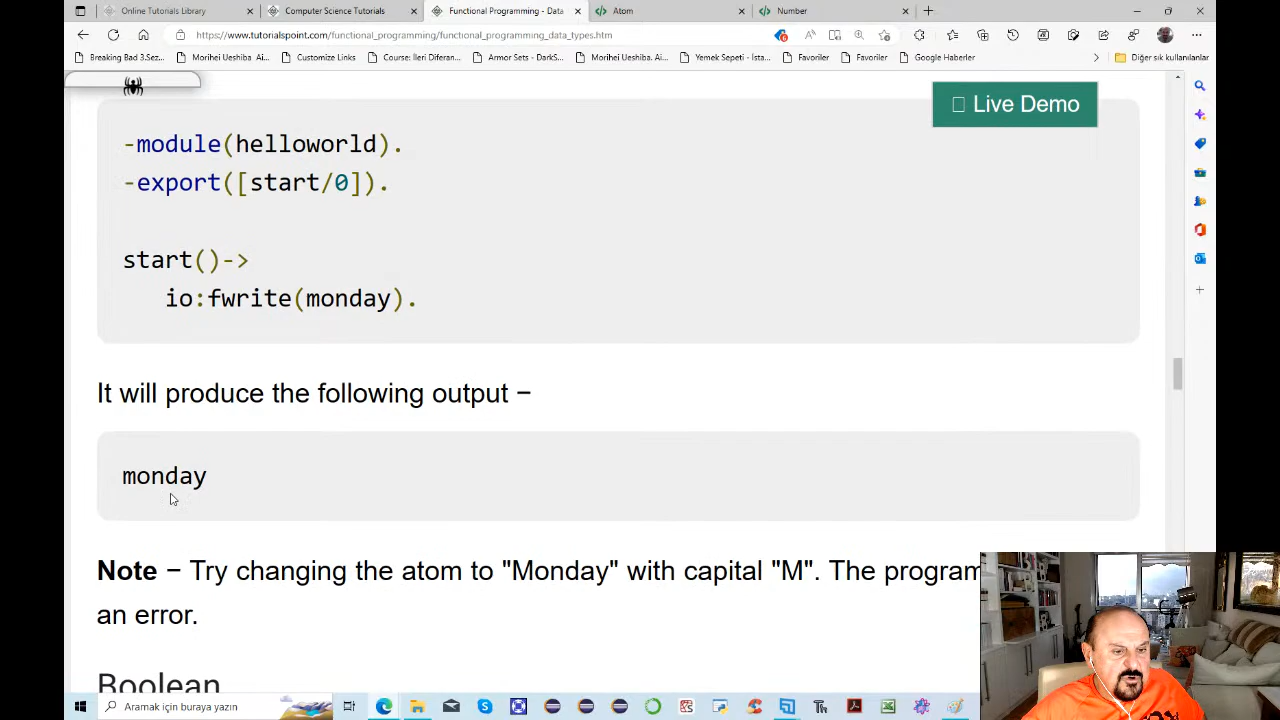 Online Tutorials Library
Computer Science Tutorials
Functional Programming - Data
Atom
Number
https://www.tutorialspoint.com/functional_programming/functional_programming_data_types.htm
Breaking Bad 3.Sez...
Morihei Ueshiba. Ai...
Customize Links
Course: İleri Diferan...
Armor Sets - DarkS...
Morihei Ueshiba. Ai...
Yemek Sepeti - İsta...
Favoriler
Favoriler
Google Haberler
Diğer sık kullanılanlar
Live Demo
-module(helloworld).
-export([start/0]).
start()->
io:fwrite(monday).
It will produce the following output −
monday
Note − Try changing the atom to "Monday" with capital "M". The program
an error.
Boolean
Aramak için buraya yazın